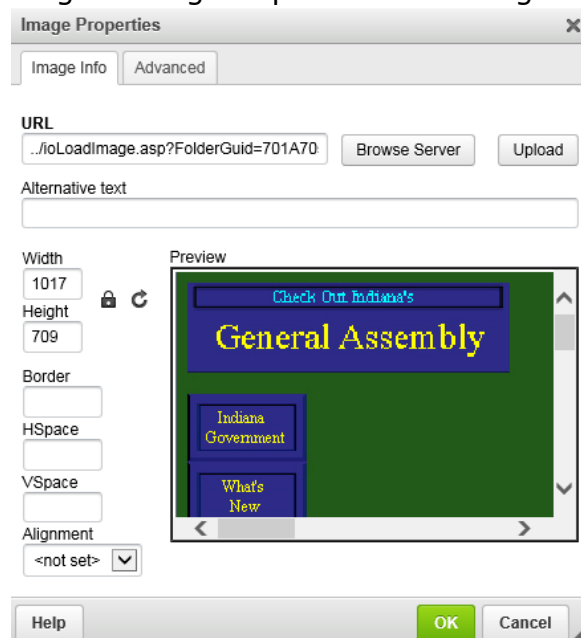 Image Properties
Image Info Advanced
URL
../ioLoadImage.asp?FolderGuid=701A70
Browse Server
Upload
Alternative text
Width
1017
Height
709
Border
HSpace
VSpace
Alignment
<not set>
Preview
Check Out Indiana's
General Assembly
Indiana
Government
What's
New
Help
OK
Cancel